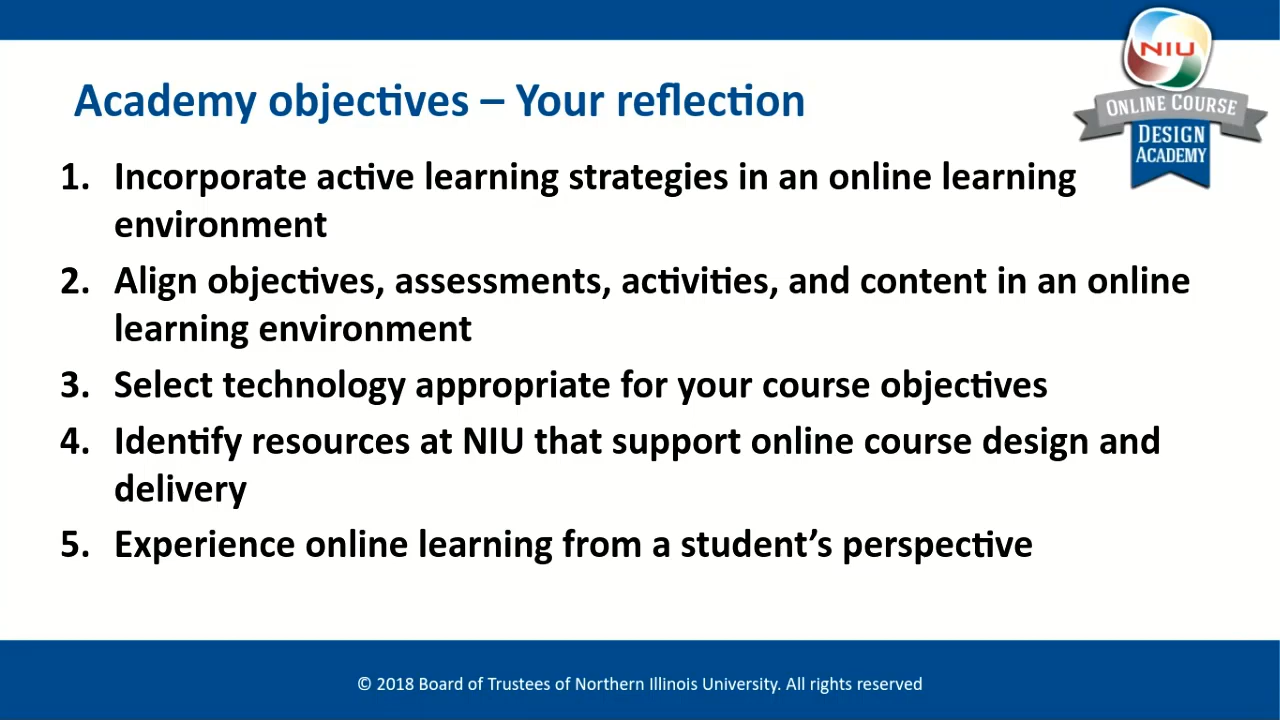 NIU
ONLINE COURSE
DESIGN
ACADEMY
Academy objectives – Your reflection
1. Incorporate active learning strategies in an online learning
environment
2. Align objectives, assessments, activities, and content in an online
learning environment
3. Select technology appropriate for your course objectives
4. Identify resources at NIU that support online course design and
delivery
5. Experience online learning from a student’s perspective
© 2018 Board of Trustees of Northern Illinois University. All rights reserved